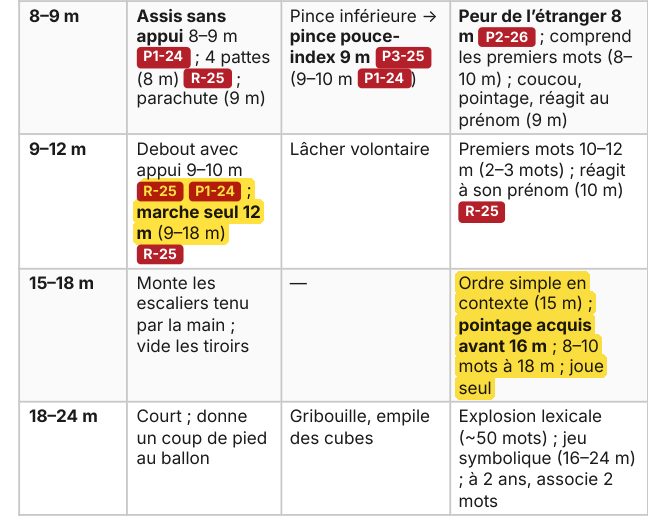 8–9 m
Assis sans
appui 8–9 m
P1-24 ; 4 pattes
(8 m) R-25 ;
parachute (9 m)
Pince inférieure →
pince pouce-
index 9 m P3-25
(9–10 m P1-24)
Peur de l’étranger 8
m P2-26 ; comprend
les premiers mots (8–
10 m) ; coucou,
pointage, réagit au
prénom (9 m)
9–12 m
Debout avec
appui 9–10 m
R-25 P1-24 ;
marche seul 12
m (9–18 m)
R-25
Lâcher volontaire
Premiers mots 10–12
m (2–3 mots) ; réagit
à son prénom (10 m)
R-25
15–18 m
Monte les
escaliers tenu
par la main ;
vide les tiroirs
—
Ordre simple en
contexte (15 m) ;
pointage acquis
avant 16 m ; 8–10
mots à 18 m ; joue
seul
18–24 m
Court ; donne
un coup de pied
au ballon
Gribouille, empile
des cubes
Explosion lexicale
(~50 mots) ; jeu
symbolique (16–24 m)
; à 2 ans, associe 2
mots